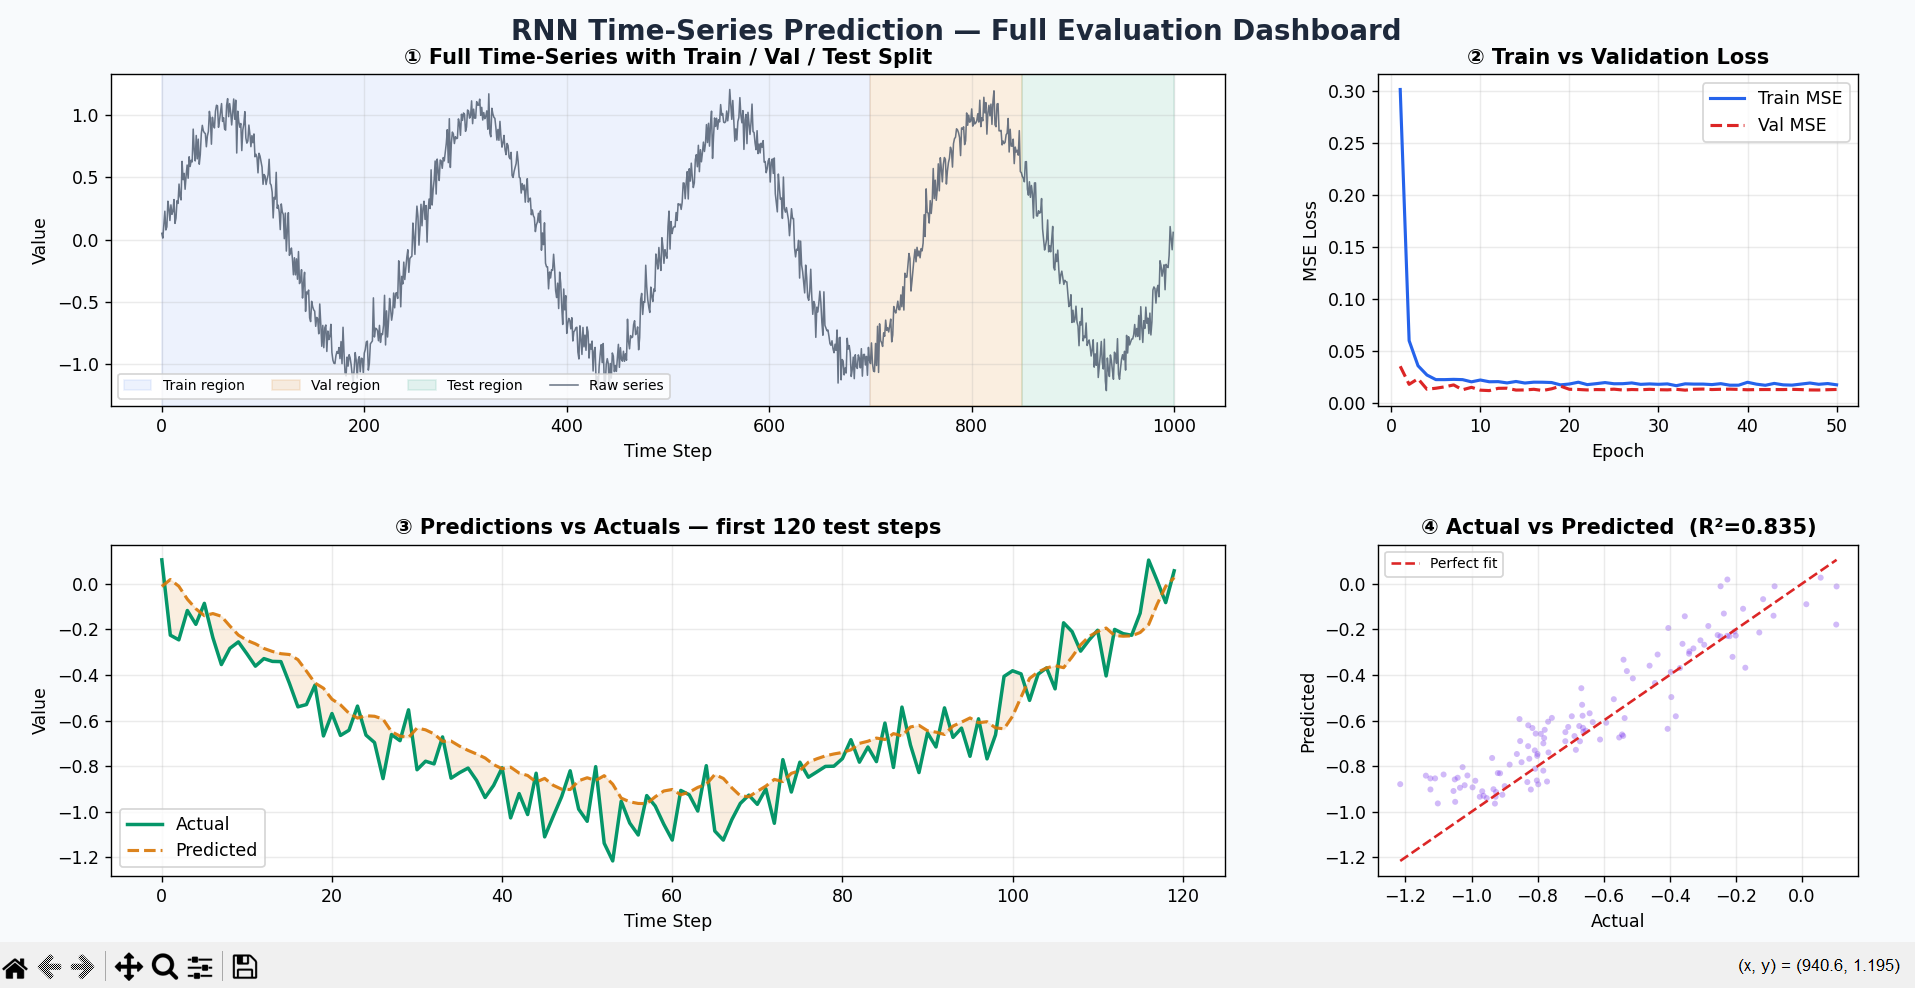 RNN Time-Series Prediction — Full Evaluation Dashboard
① Full Time-Series with Train / Val / Test Split
1.0
0.5
0.0
−0.5
−1.0
Value
Train region
Val region
Test region
Raw series
0 200 400 600 800 1000
Time Step
② Train vs Validation Loss
0.30
0.25
0.20
0.15
0.10
0.05
0.00
MSE Loss
Train MSE
Val MSE
0 10 20 30 40 50
Epoch
③ Predictions vs Actuals — first 120 test steps
0.0
−0.2
−0.4
−0.6
−0.8
−1.0
−1.2
Value
Actual
Predicted
0 20 40 60 80 100 120
Time Step
④ Actual vs Predicted (R²=0.835)
Perfect fit
0.0
−0.2
−0.4
−0.6
−0.8
−1.0
−1.2
Predicted
−1.2 −1.0 −0.8 −0.6 −0.4 −0.2 0.0
Actual
(x, y) = (940.6, 1.195)